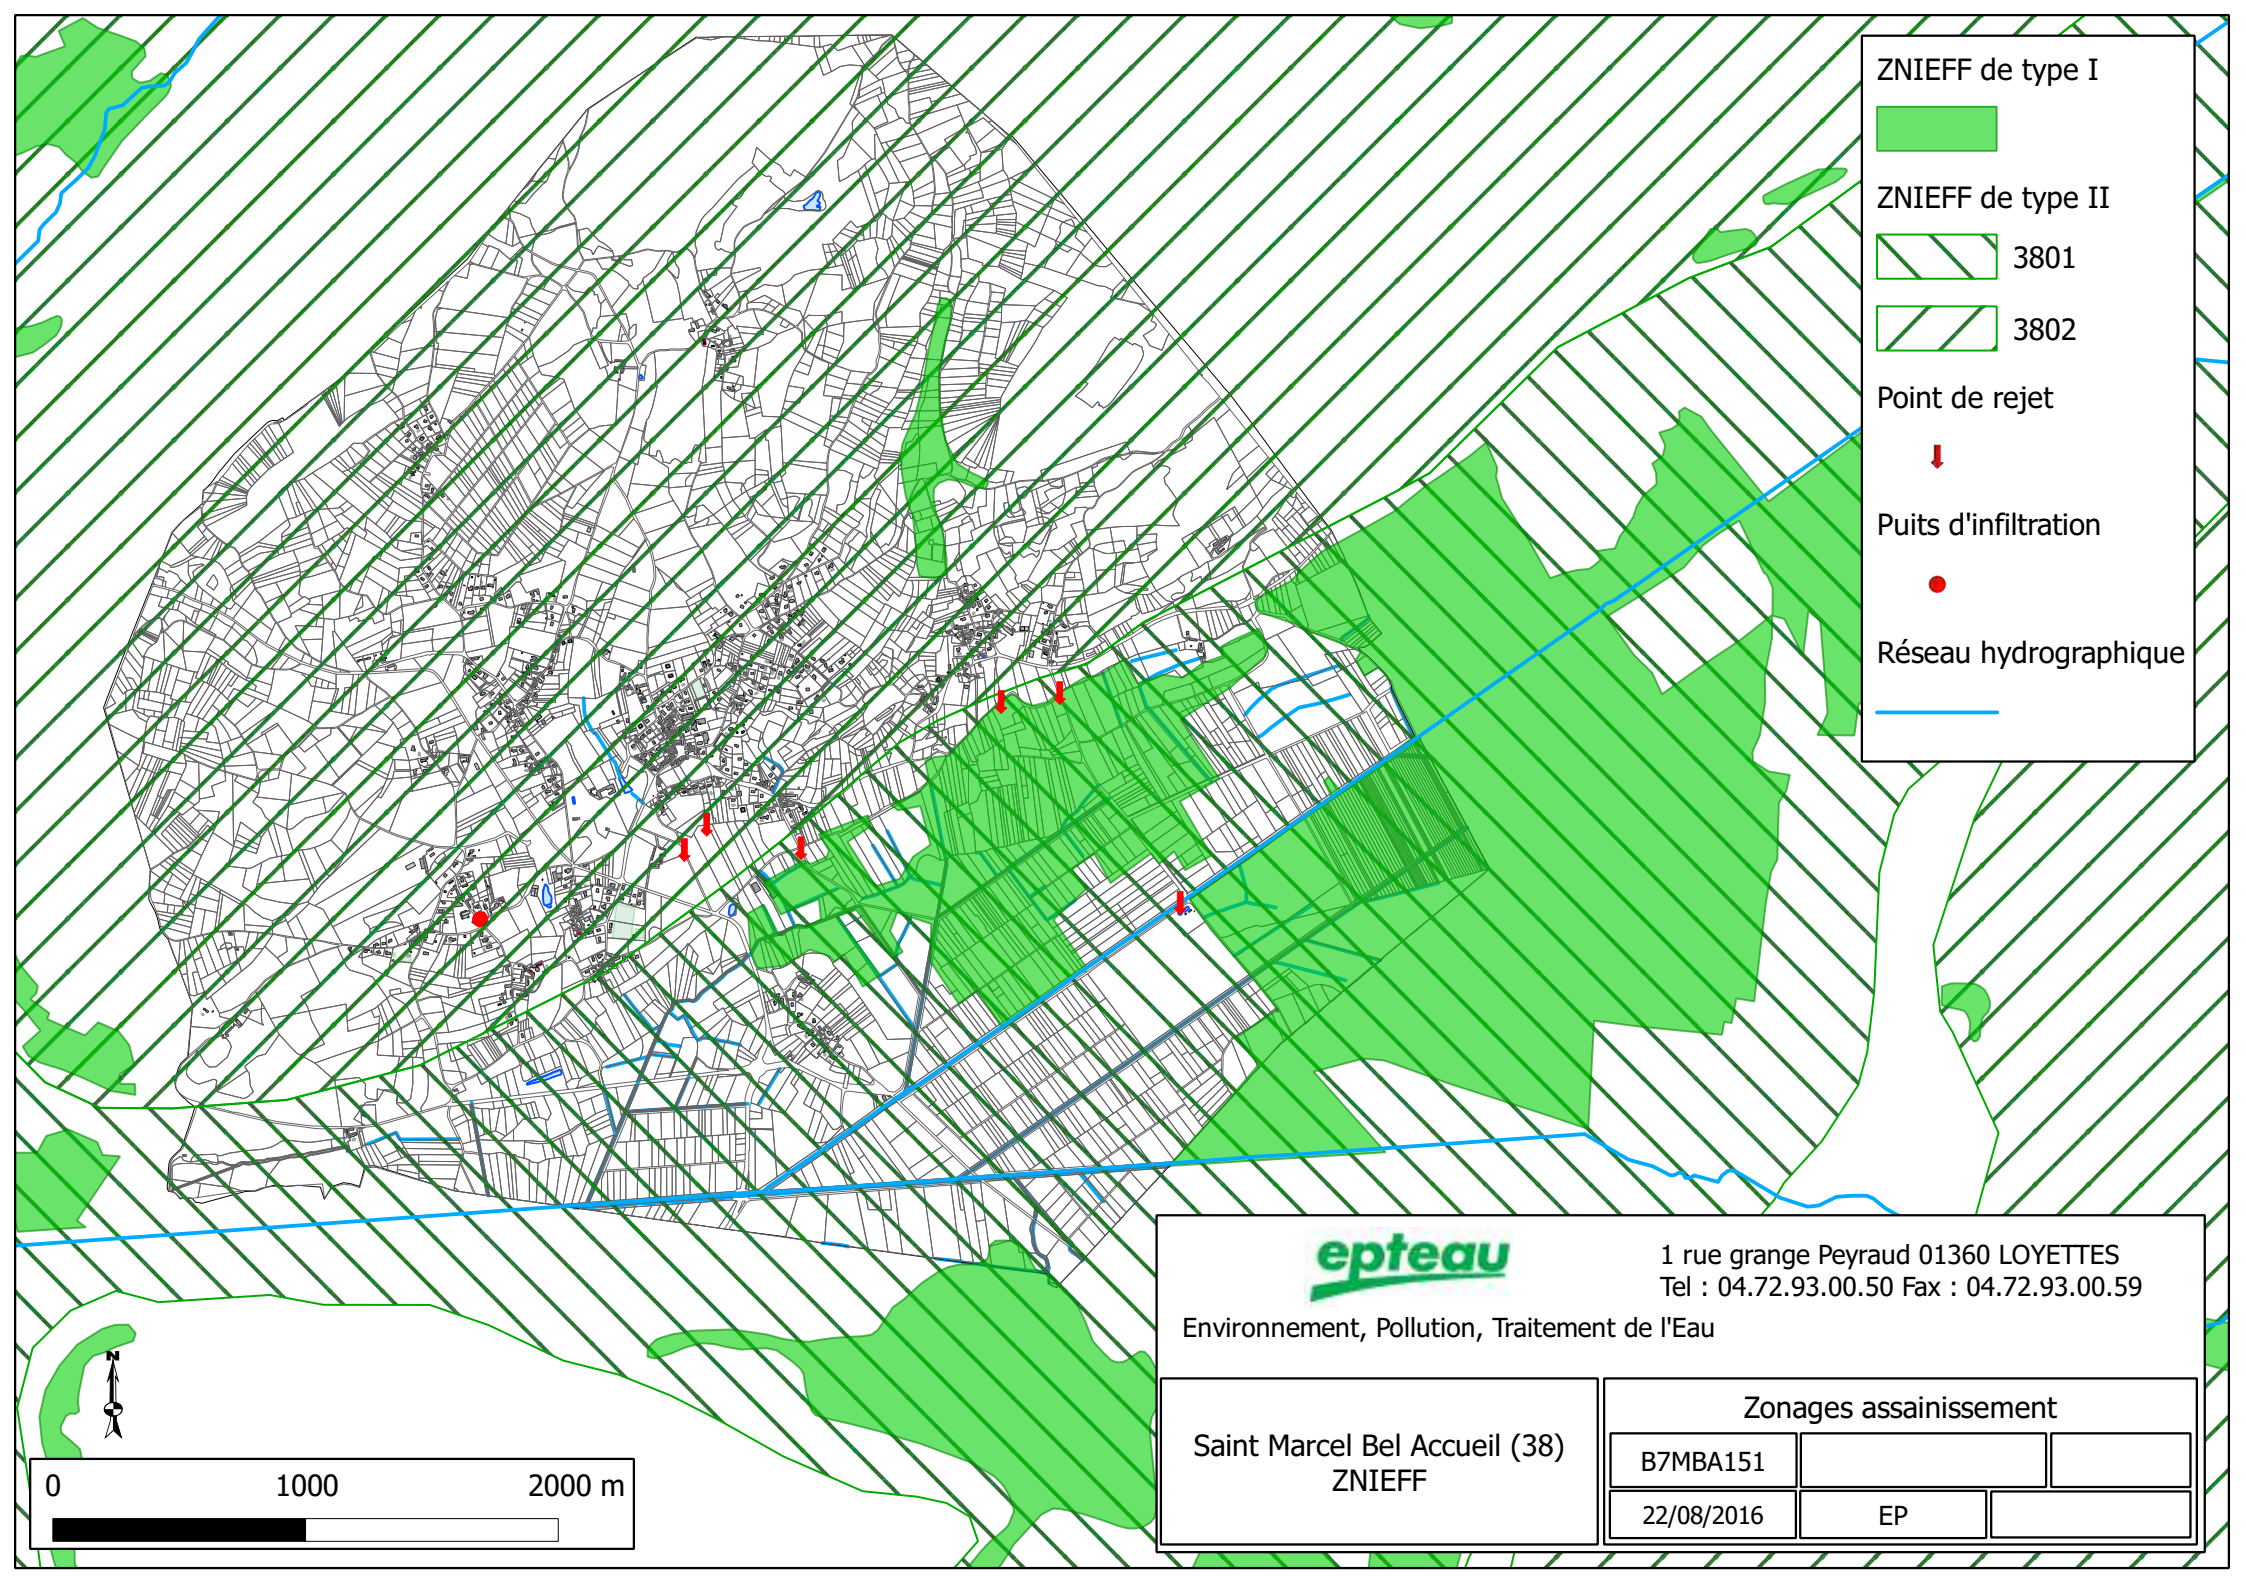 ZNIEFF de type I
ZNIEFF de type II
3801
3802
Point de rejet
Puits d'infiltration
Réseau hydrographique
N
0 1000 2000 m
epteau
1 rue grange Peyraud 01360 LOYETTES
Tel : 04.72.93.00.50 Fax : 04.72.93.00.59
Environnement, Pollution, Traitement de l'Eau
Saint Marcel Bel Accueil (38)
ZNIEFF
Zonages assainissement
B7MBA151
22/08/2016
EP